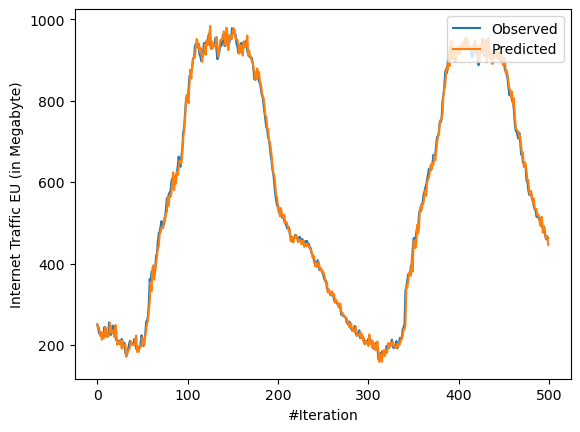 Observed
Predicted
Internet Traffic EU (in Megabyte)
1000
800
600
400
200
0 100 200 300 400 500
#Iteration